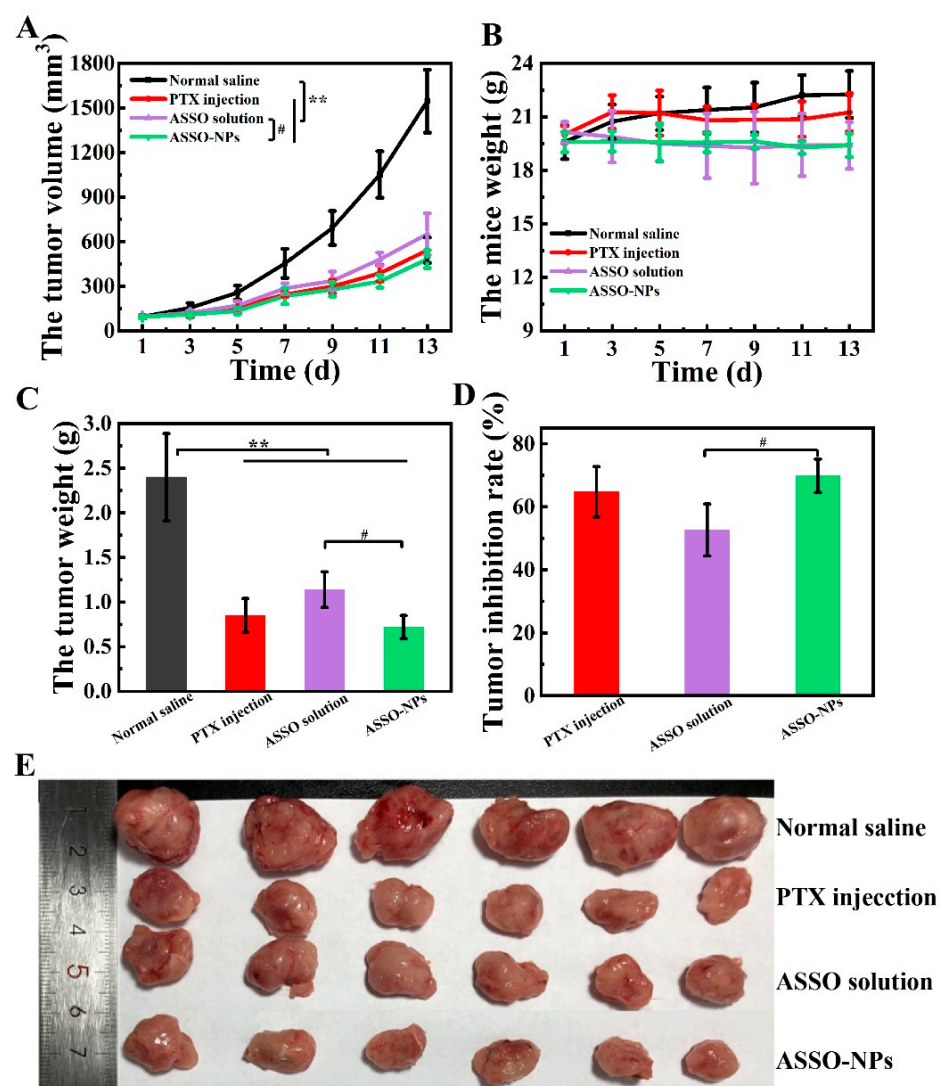 A
The tumor volume (mm3)
1800
1500
1200
900
600
300
0
Normal saline
PTX injection
ASSO solution
ASSO-NPs
**
#
1 3 5 7 9 11 13
Time (d)
B
The mice weight (g)
24
21
18
15
12
9
Normal saline
PTX injection
ASSO solution
ASSO-NPs
1 3 5 7 9 11 13
Time (d)
C
The tumor weight (g)
3.0
2.5
2.0
1.5
1.0
0.5
0.0
**
#
Normal saline
PTX injection
ASSO solution
ASSO-NPs
D
Tumor inhibition rate (%)
80
60
40
20
0
#
PTX injection
ASSO solution
ASSO-NPs
E
1
2
3
4
5
6
7
Normal saline
PTX injecction
ASSO solution
ASSO-NPs